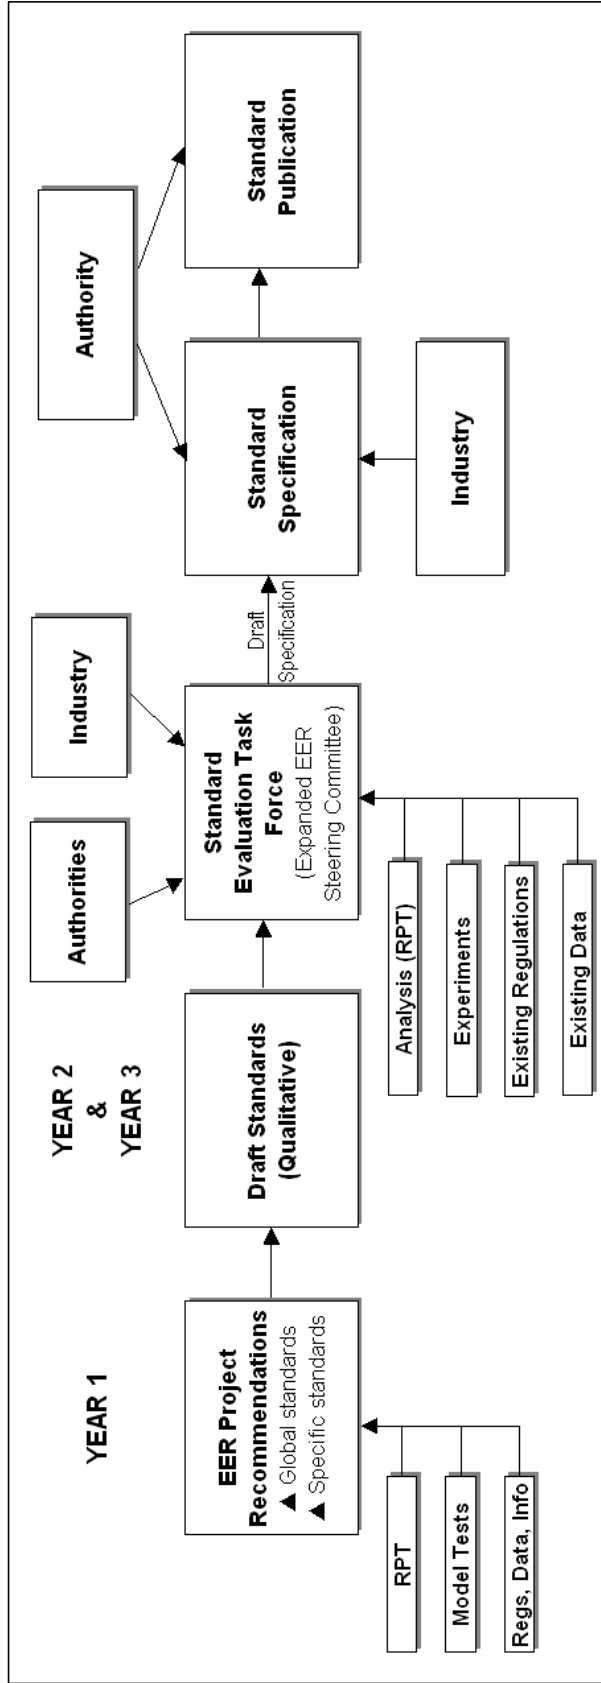 YEAR 1
EER Project
Recommendations
▲ Global standards
▲ Specific standards
RPT
Model Tests
Regs, Data, Info
YEAR 2
&
YEAR 3
Draft Standards
(Qualitative)
Authorities
Industry
Standard
Evaluation Task
Force
(Expanded EER
Steering Committee)
Analysis (RPT)
Experiments
Existing Regulations
Existing Data
Draft
Specification
Authority
Standard
Specification
Industry
Standard
Publication